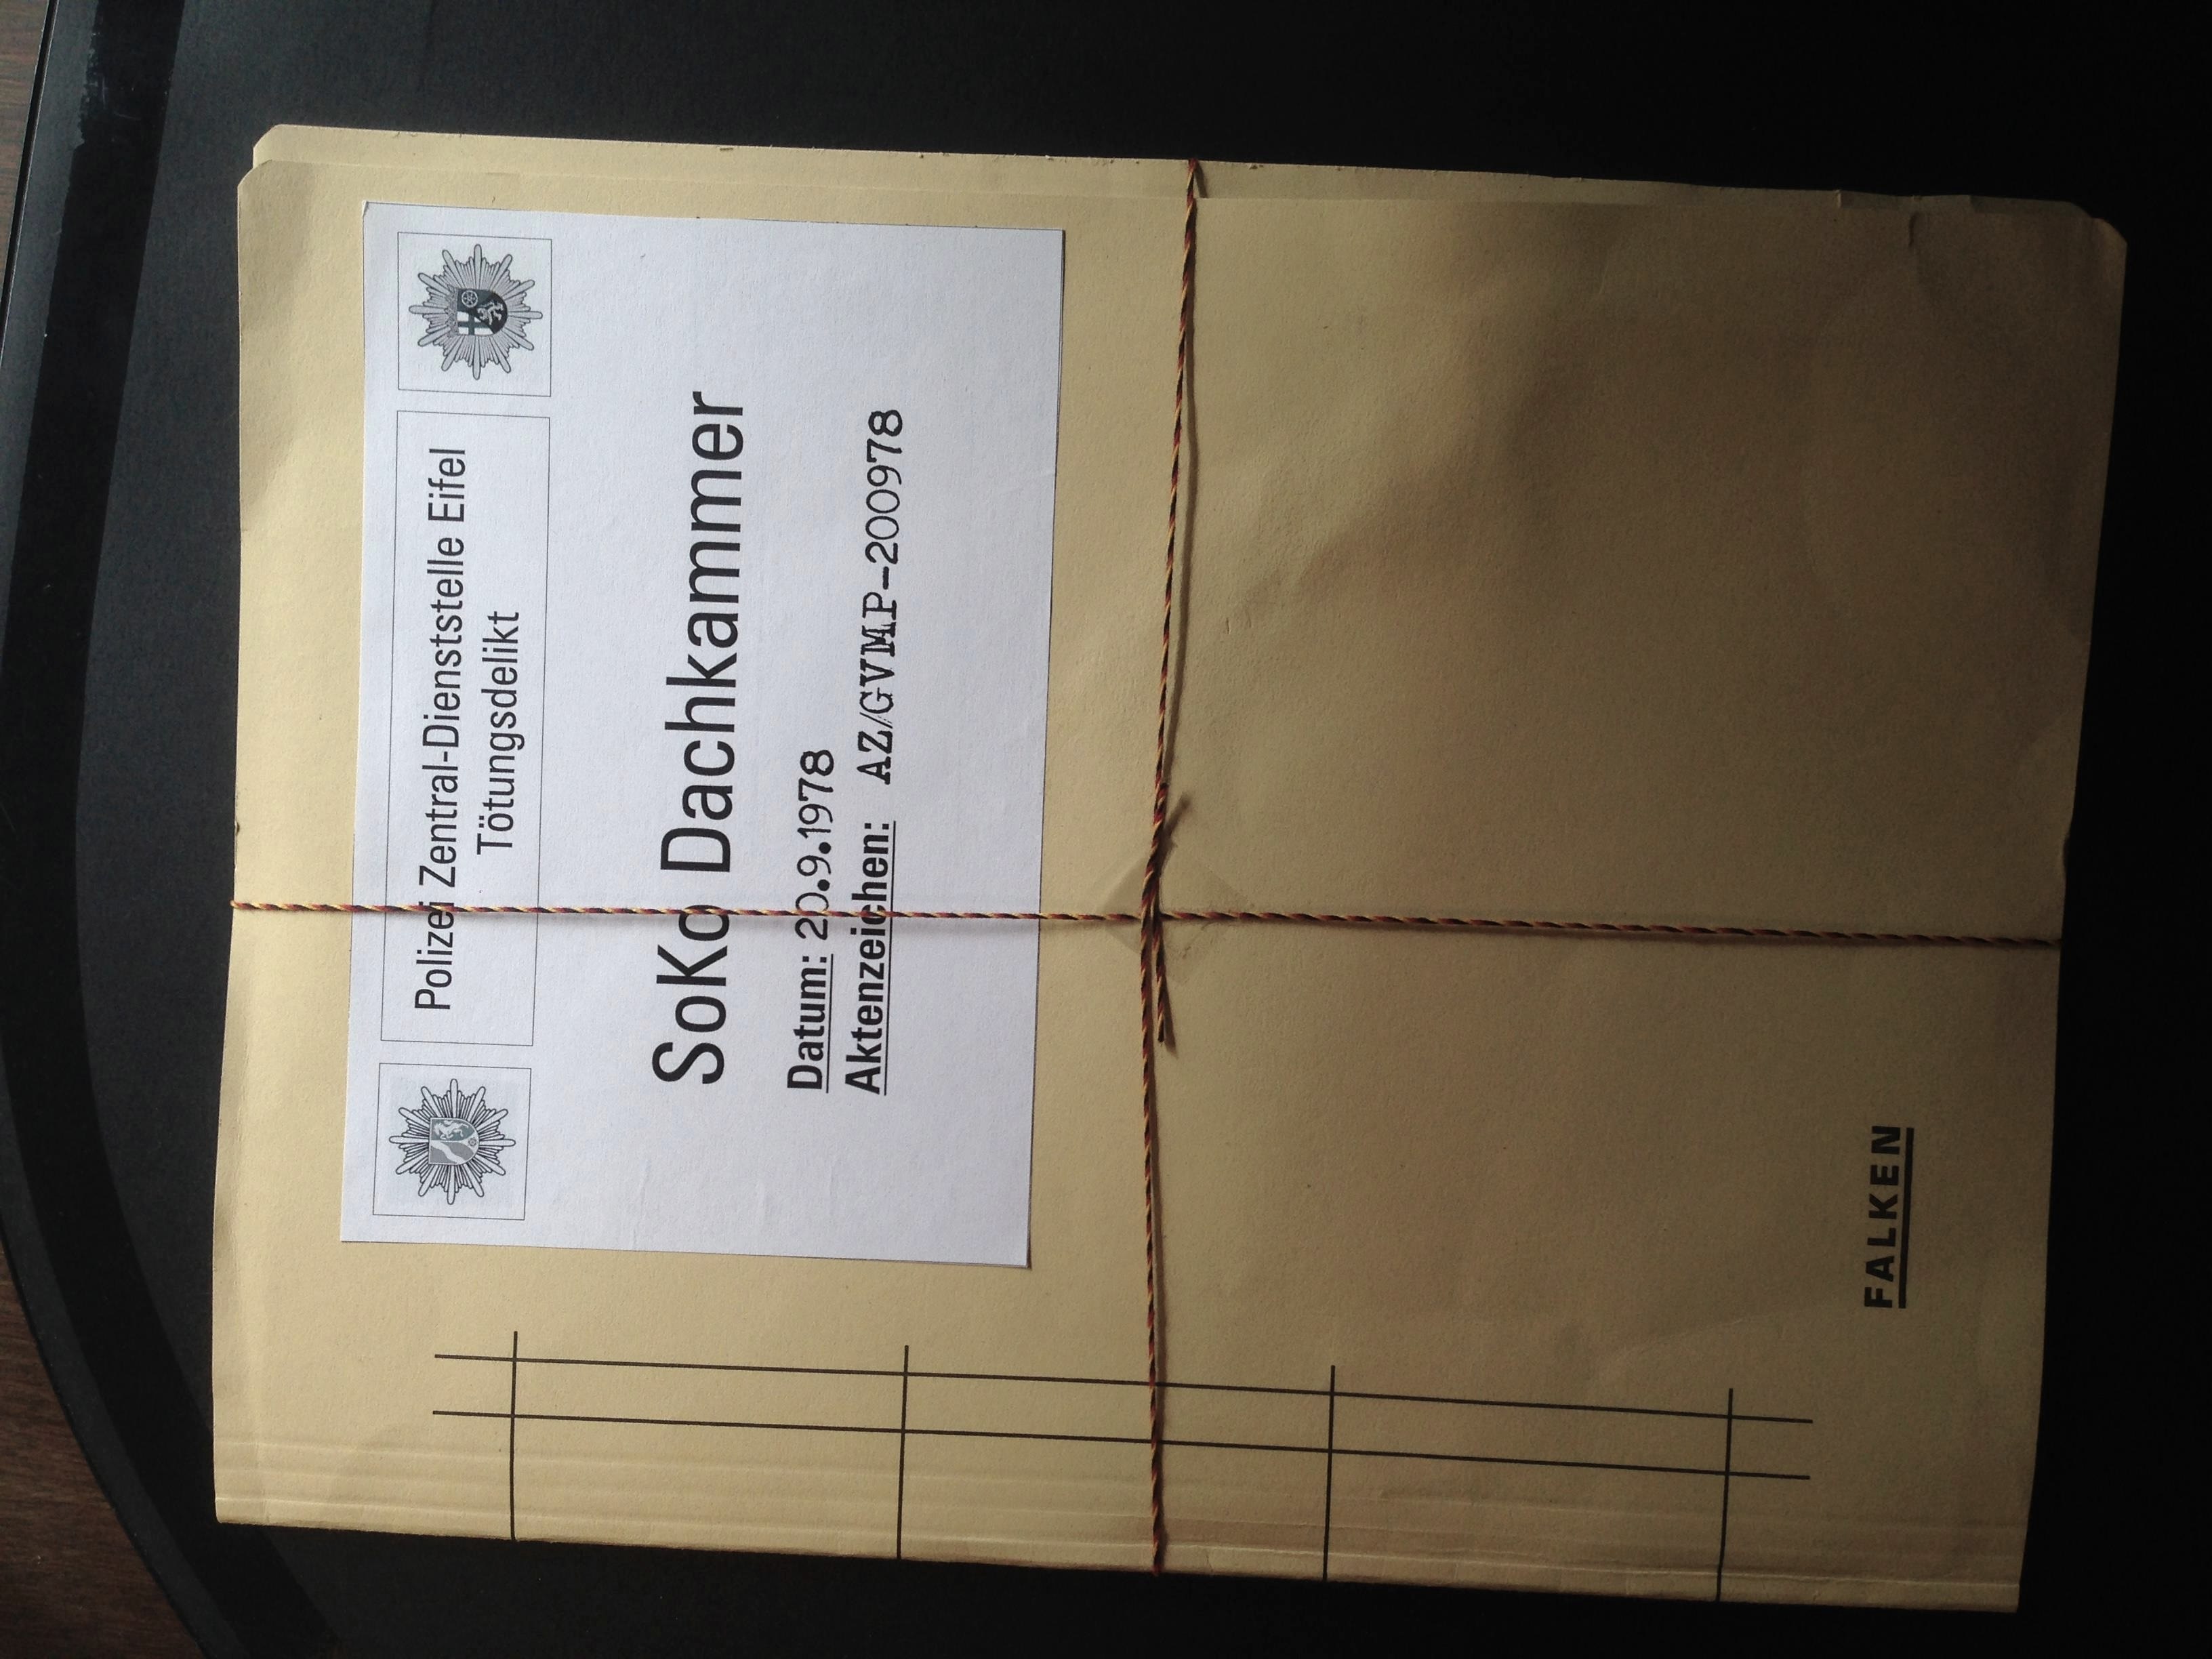 Polizei Zentral-Dienststelle Eifel
Tötungsdelikt
SoKo Dachkammer
Datum: 20.9.1978
Aktenzeichen: AZ/GVMP-200978
FALKEN